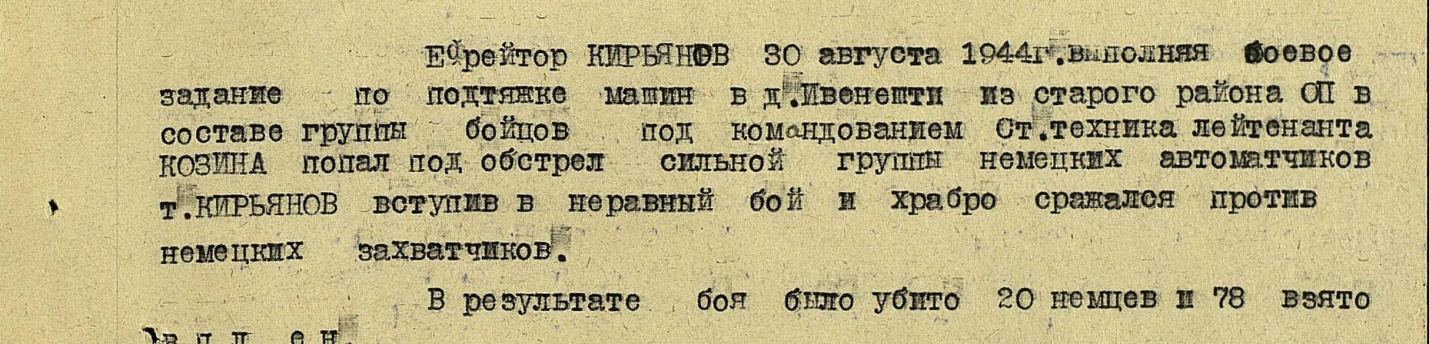 Ефрейтор КИРЬЯНОВ 30 августа 1944г.выполняя боевое
задание по подтяжке машин в д.Ивенешти из старого района ОП в
составе группы бойцов под командованием Ст.техника лейтенанта
КОЗИНА попал под обстрел сильной группы немецких автоматчиков
т.КИРЬЯНОВ вступив в неравный бой и храбро сражался против
немецких захватчиков.
В результате боя было убито 20 немцев и 78 взято
в п л е н.